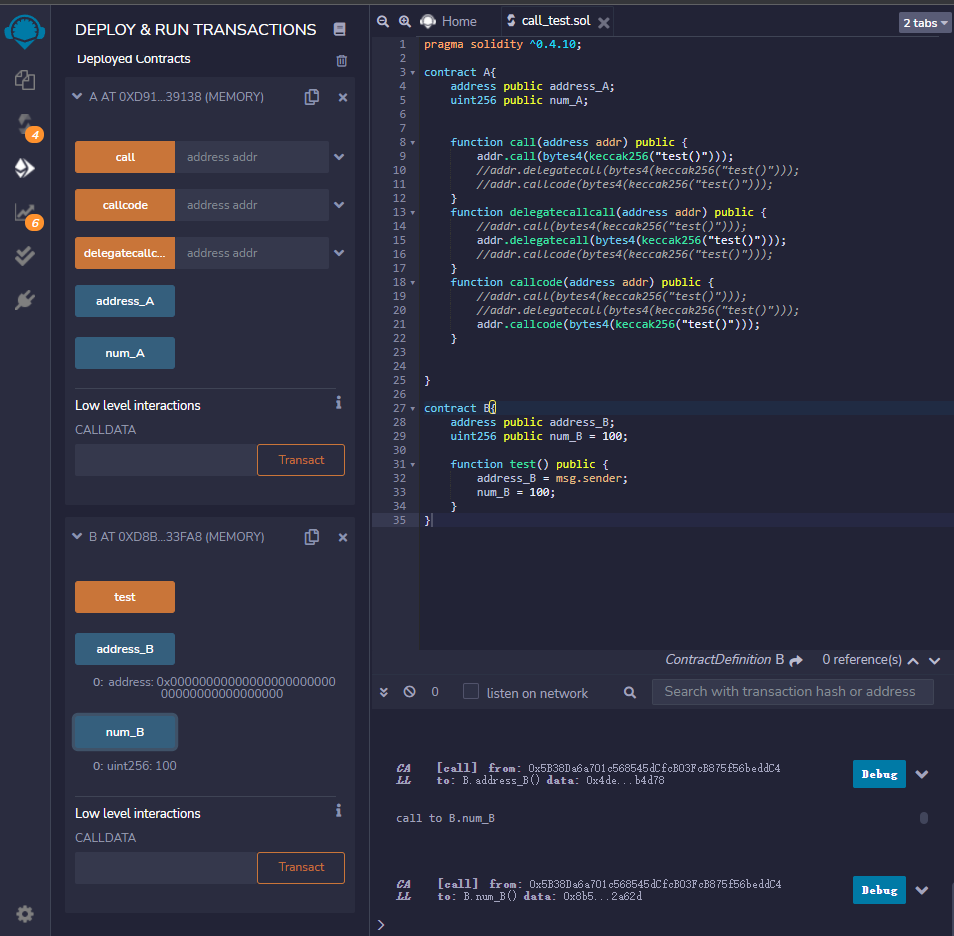 DEPLOY & RUN TRANSACTIONS
Deployed Contracts
A AT 0XD91...39138 (MEMORY)
call
address addr
callcode
address addr
delegatecallc...
address addr
address_A
num_A
Low level interactions
CALLDATA
Transact
B AT 0XD8B...33FA8 (MEMORY)
test
address_B
0: address: 0x00000000000000000000000
00000000000000000
num_B
0: uint256: 100
Low level interactions
CALLDATA
Transact
4
6
Home
call_test.sol
2 tabs
1 pragma solidity ^0.4.10;
2
3 contract A{
4 address public address_A;
5 uint256 public num_A;
6
7
8 function call(address addr) public {
9 addr.call(bytes4(keccak256("test()")));
10 //addr.delegatecall(bytes4(keccak256("test()")));
11 //addr.callcode(bytes4(keccak256("test()")));
12 }
13 function delegatecallcall(address addr) public {
14 //addr.call(bytes4(keccak256("test()")));
15 addr.delegatecall(bytes4(keccak256("test()")));
16 //addr.callcode(bytes4(keccak256("test()")));
17 }
18 function callcode(address addr) public {
19 //addr.call(bytes4(keccak256("test()")));
20 //addr.delegatecall(bytes4(keccak256("test()")));
21 addr.callcode(bytes4(keccak256("test()")));
22 }
23
24
25 }
26
27 contract B{
28 address public address_B;
29 uint256 public num_B = 100;
30
31 function test() public {
32 address_B = msg.sender;
33 num_B = 100;
34 }
35 }
ContractDefinition B 0 reference(s)
0 listen on network
Search with transaction hash or address
CA [call] from: 0x5B38Da6a701c568545dCfcB03FcB875f56beddC4
LL to: B.address_B() data: 0x4de...b4d78
Debug
call to B.num_B
CA [call] from: 0x5B38Da6a701c568545dCfcB03FcB875f56beddC4
LL to: B.num_B() data: 0x8b5...2a62d
Debug
>